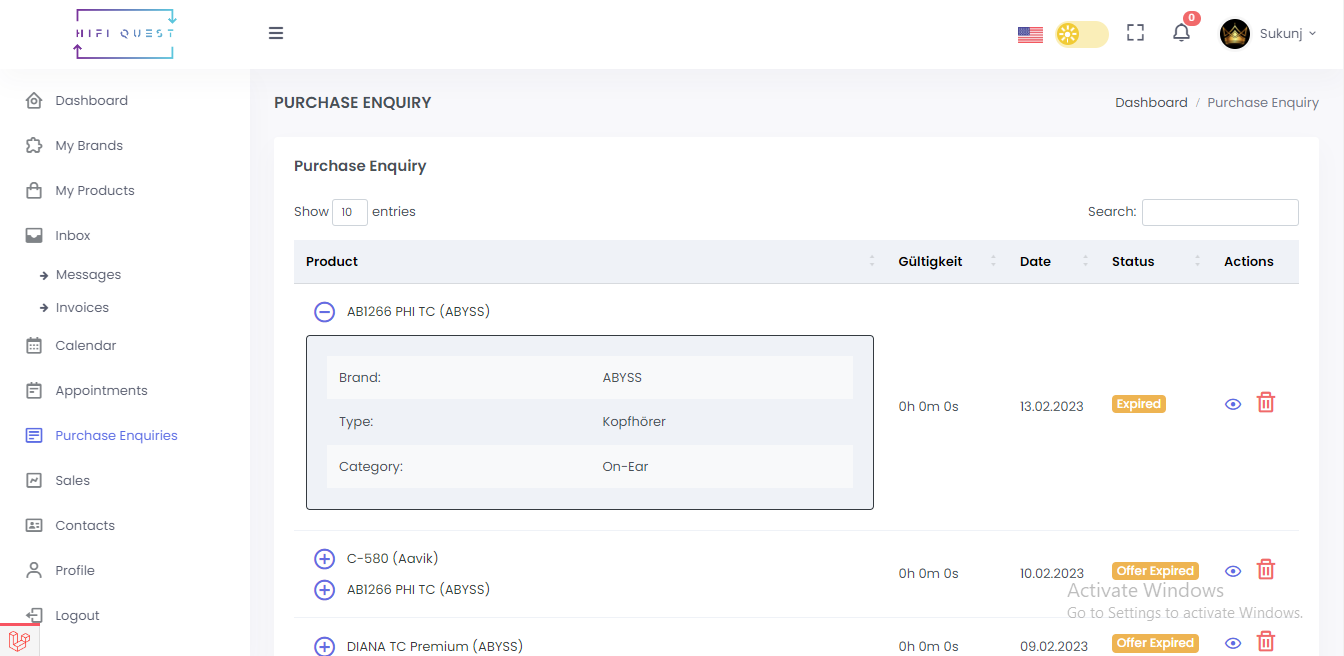 HIFI QUEST
0
Sukunj
Dashboard
My Brands
My Products
Inbox
Messages
Invoices
Calendar
Appointments
Purchase Enquiries
Sales
Contacts
Profile
Logout
PURCHASE ENQUIRY
Dashboard / Purchase Enquiry
Purchase Enquiry
Show 10 entries
Search:
Product Gültigkeit Date Status Actions
AB1266 PHI TC (ABYSS)
Brand: ABYSS
Type: Kopfhörer
Category: On-Ear
0h 0m 0s 13.02.2023 Expired
C-580 (Aavik)
AB1266 PHI TC (ABYSS)
0h 0m 0s 10.02.2023 Offer Expired
DIANA TC Premium (ABYSS) 0h 0m 0s 09.02.2023 Offer Expired
Activate Windows
Go to Settings to activate Windows.